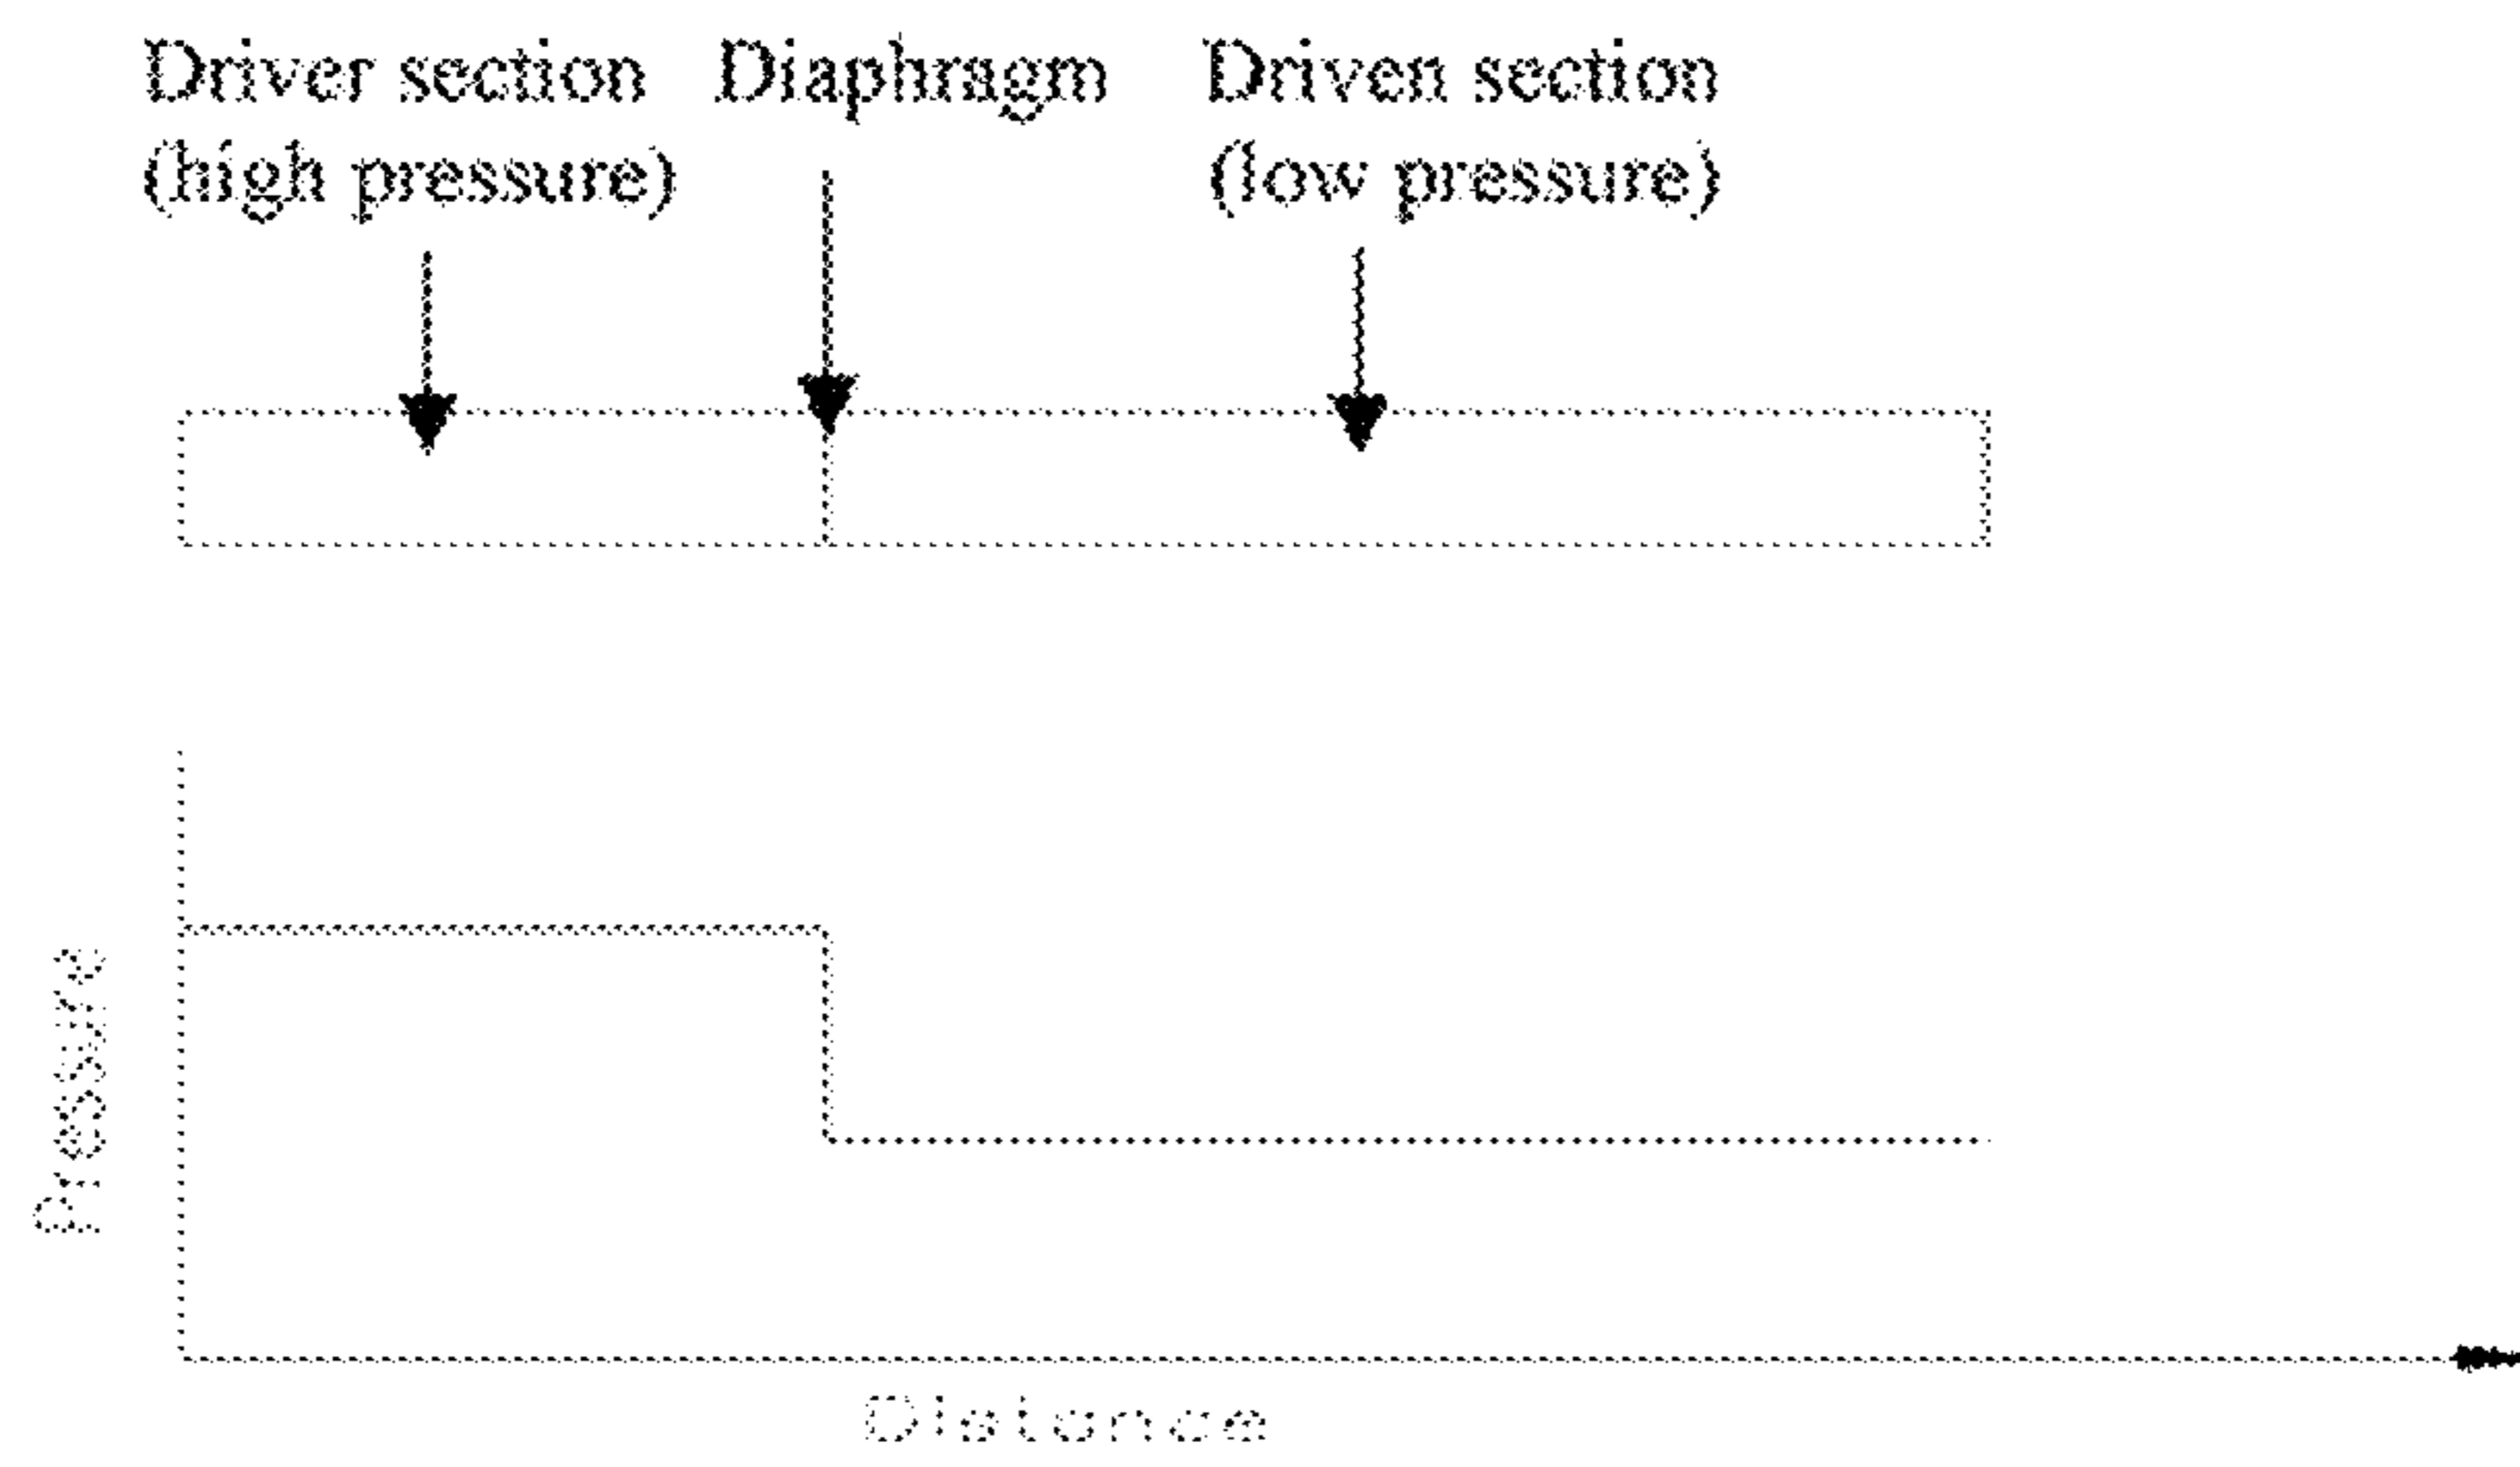 Driver section
(high pressure)
Diaphragm
Driven section
(low pressure)
Pressure
Distance